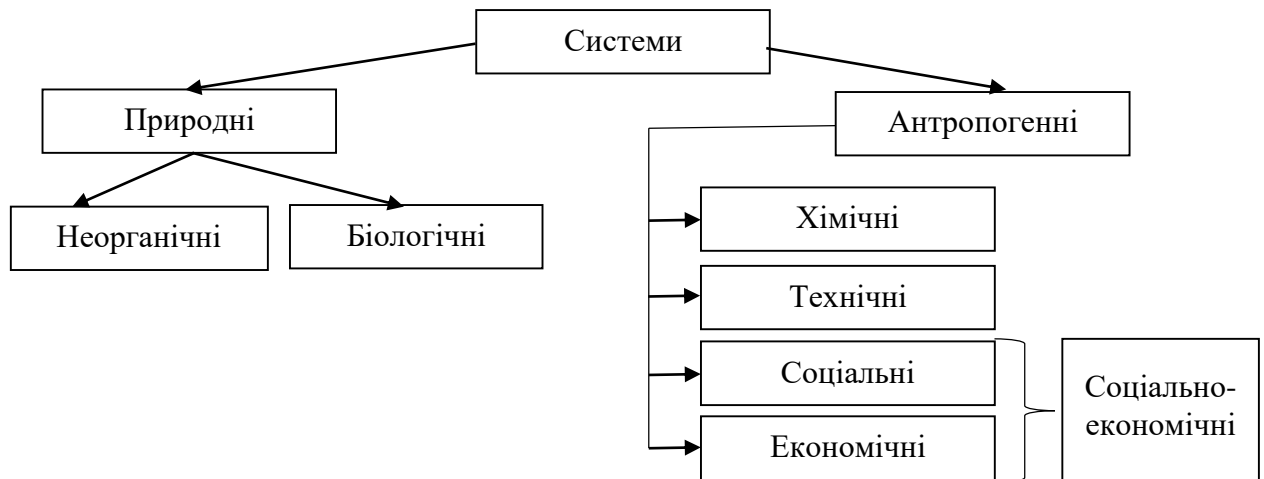 Системи
Природні
Антропогенні
Неорганічні
Біологічні
Хімічні
Технічні
Соціальні
Економічні
Соціально-
економічні